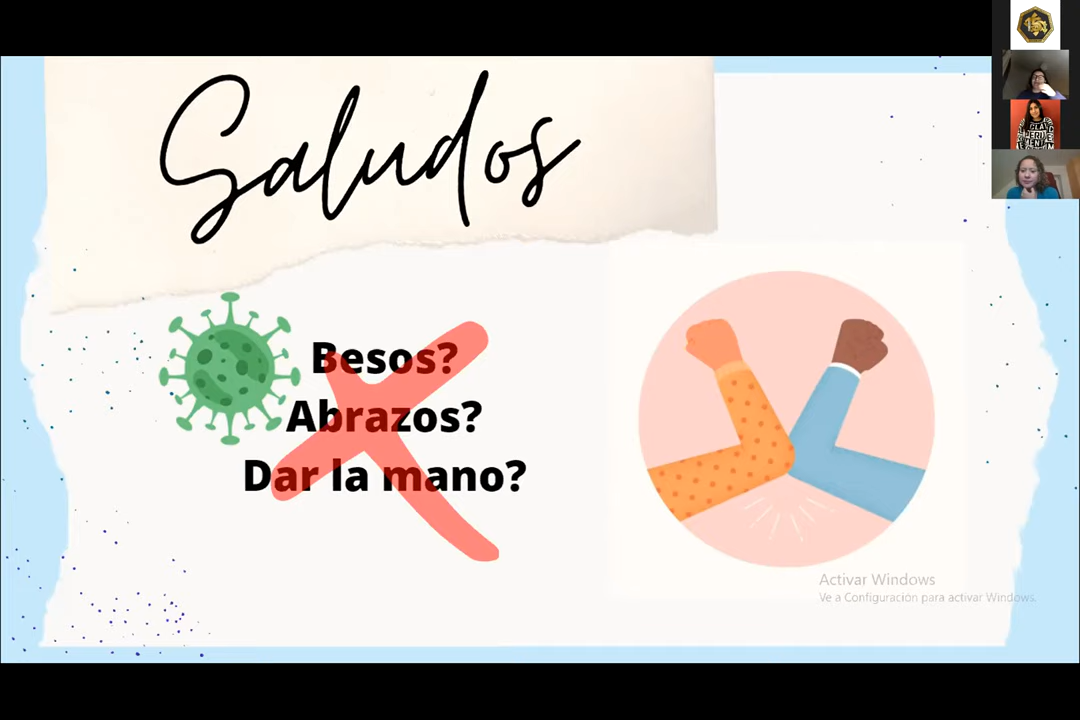 Saludos
Besos?
Abrazos?
Dar la mano?
Activar Windows
Ve a Configuración para activar Windows.